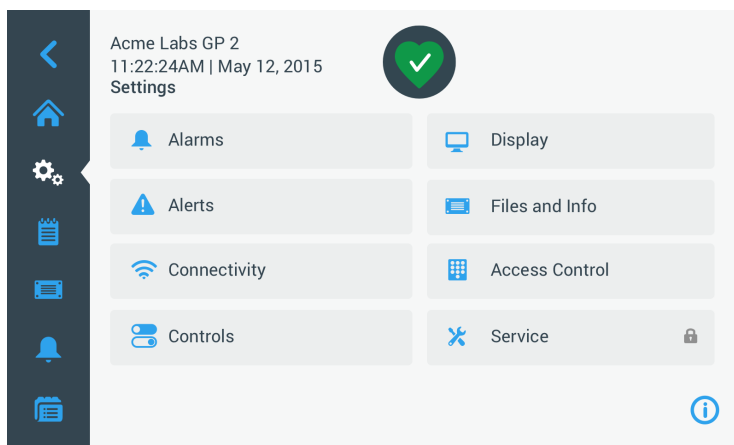 Acme Labs GP 2
11:22:24AM | May 12, 2015
Settings
Alarms
Display
Alerts
Files and Info
Connectivity
Access Control
Controls
Service